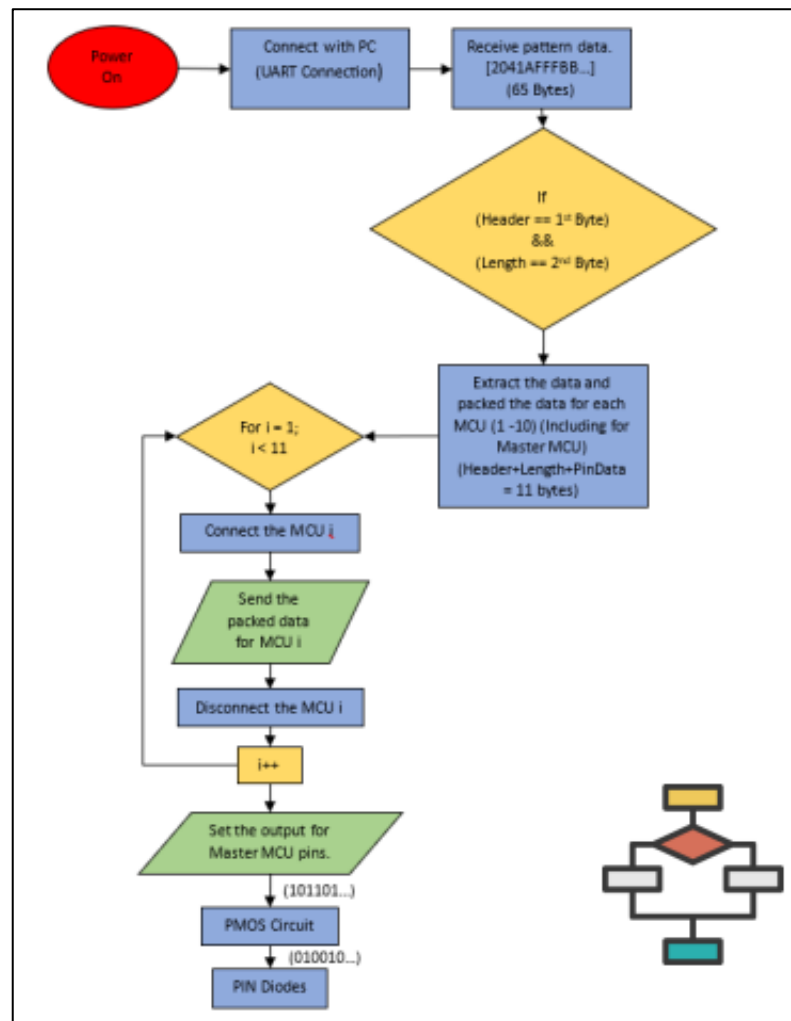 Power
On
Connect with PC
(UART Connection)
Receive pattern data.
[2041AFFFBB...]
(65 Bytes)
If
(Header == 1st Byte)
&&
(Length == 2nd Byte)
Extract the data and
packed the data for each
MCU (1 -10) (Including for
Master MCU)
(Header+Length+PinData
= 11 bytes)
For i = 1;
i < 11
Connect the MCU i
Send the
packed data
for MCU i
Disconnect the MCU i
i++
Set the output for
Master MCU pins.
(101101...)
PMOS Circuit
(010010...)
PIN Diodes